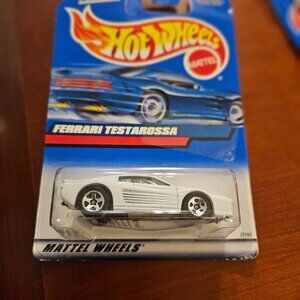 Hot Wheels
MATTEL
FERRARI TESTAROSSA
MATTEL WHEELS